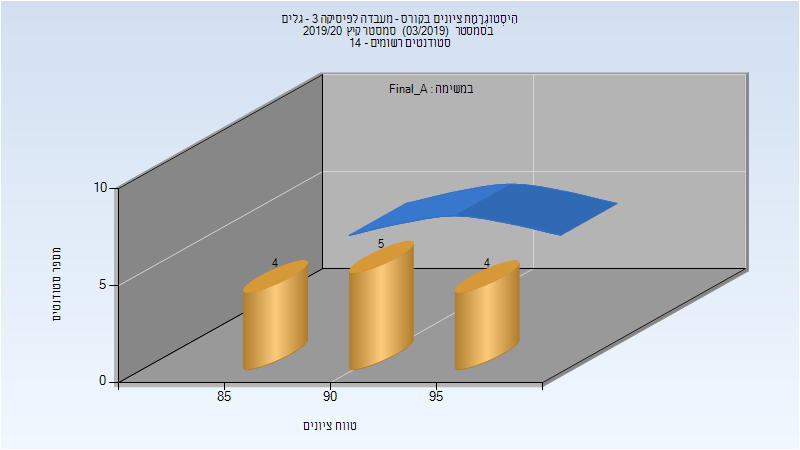 היסטוגרמת ציונים בקורס - מעבדה לפיסיקה 3 - גלים
בסמסטר (03/2019) סמסטר קיץ 2019/20
סטודנטים רשומים - 14
במשימה : Final_A
10
5
0
מספר סטודנטים
4
5
4
85
90
95
טווח ציונים